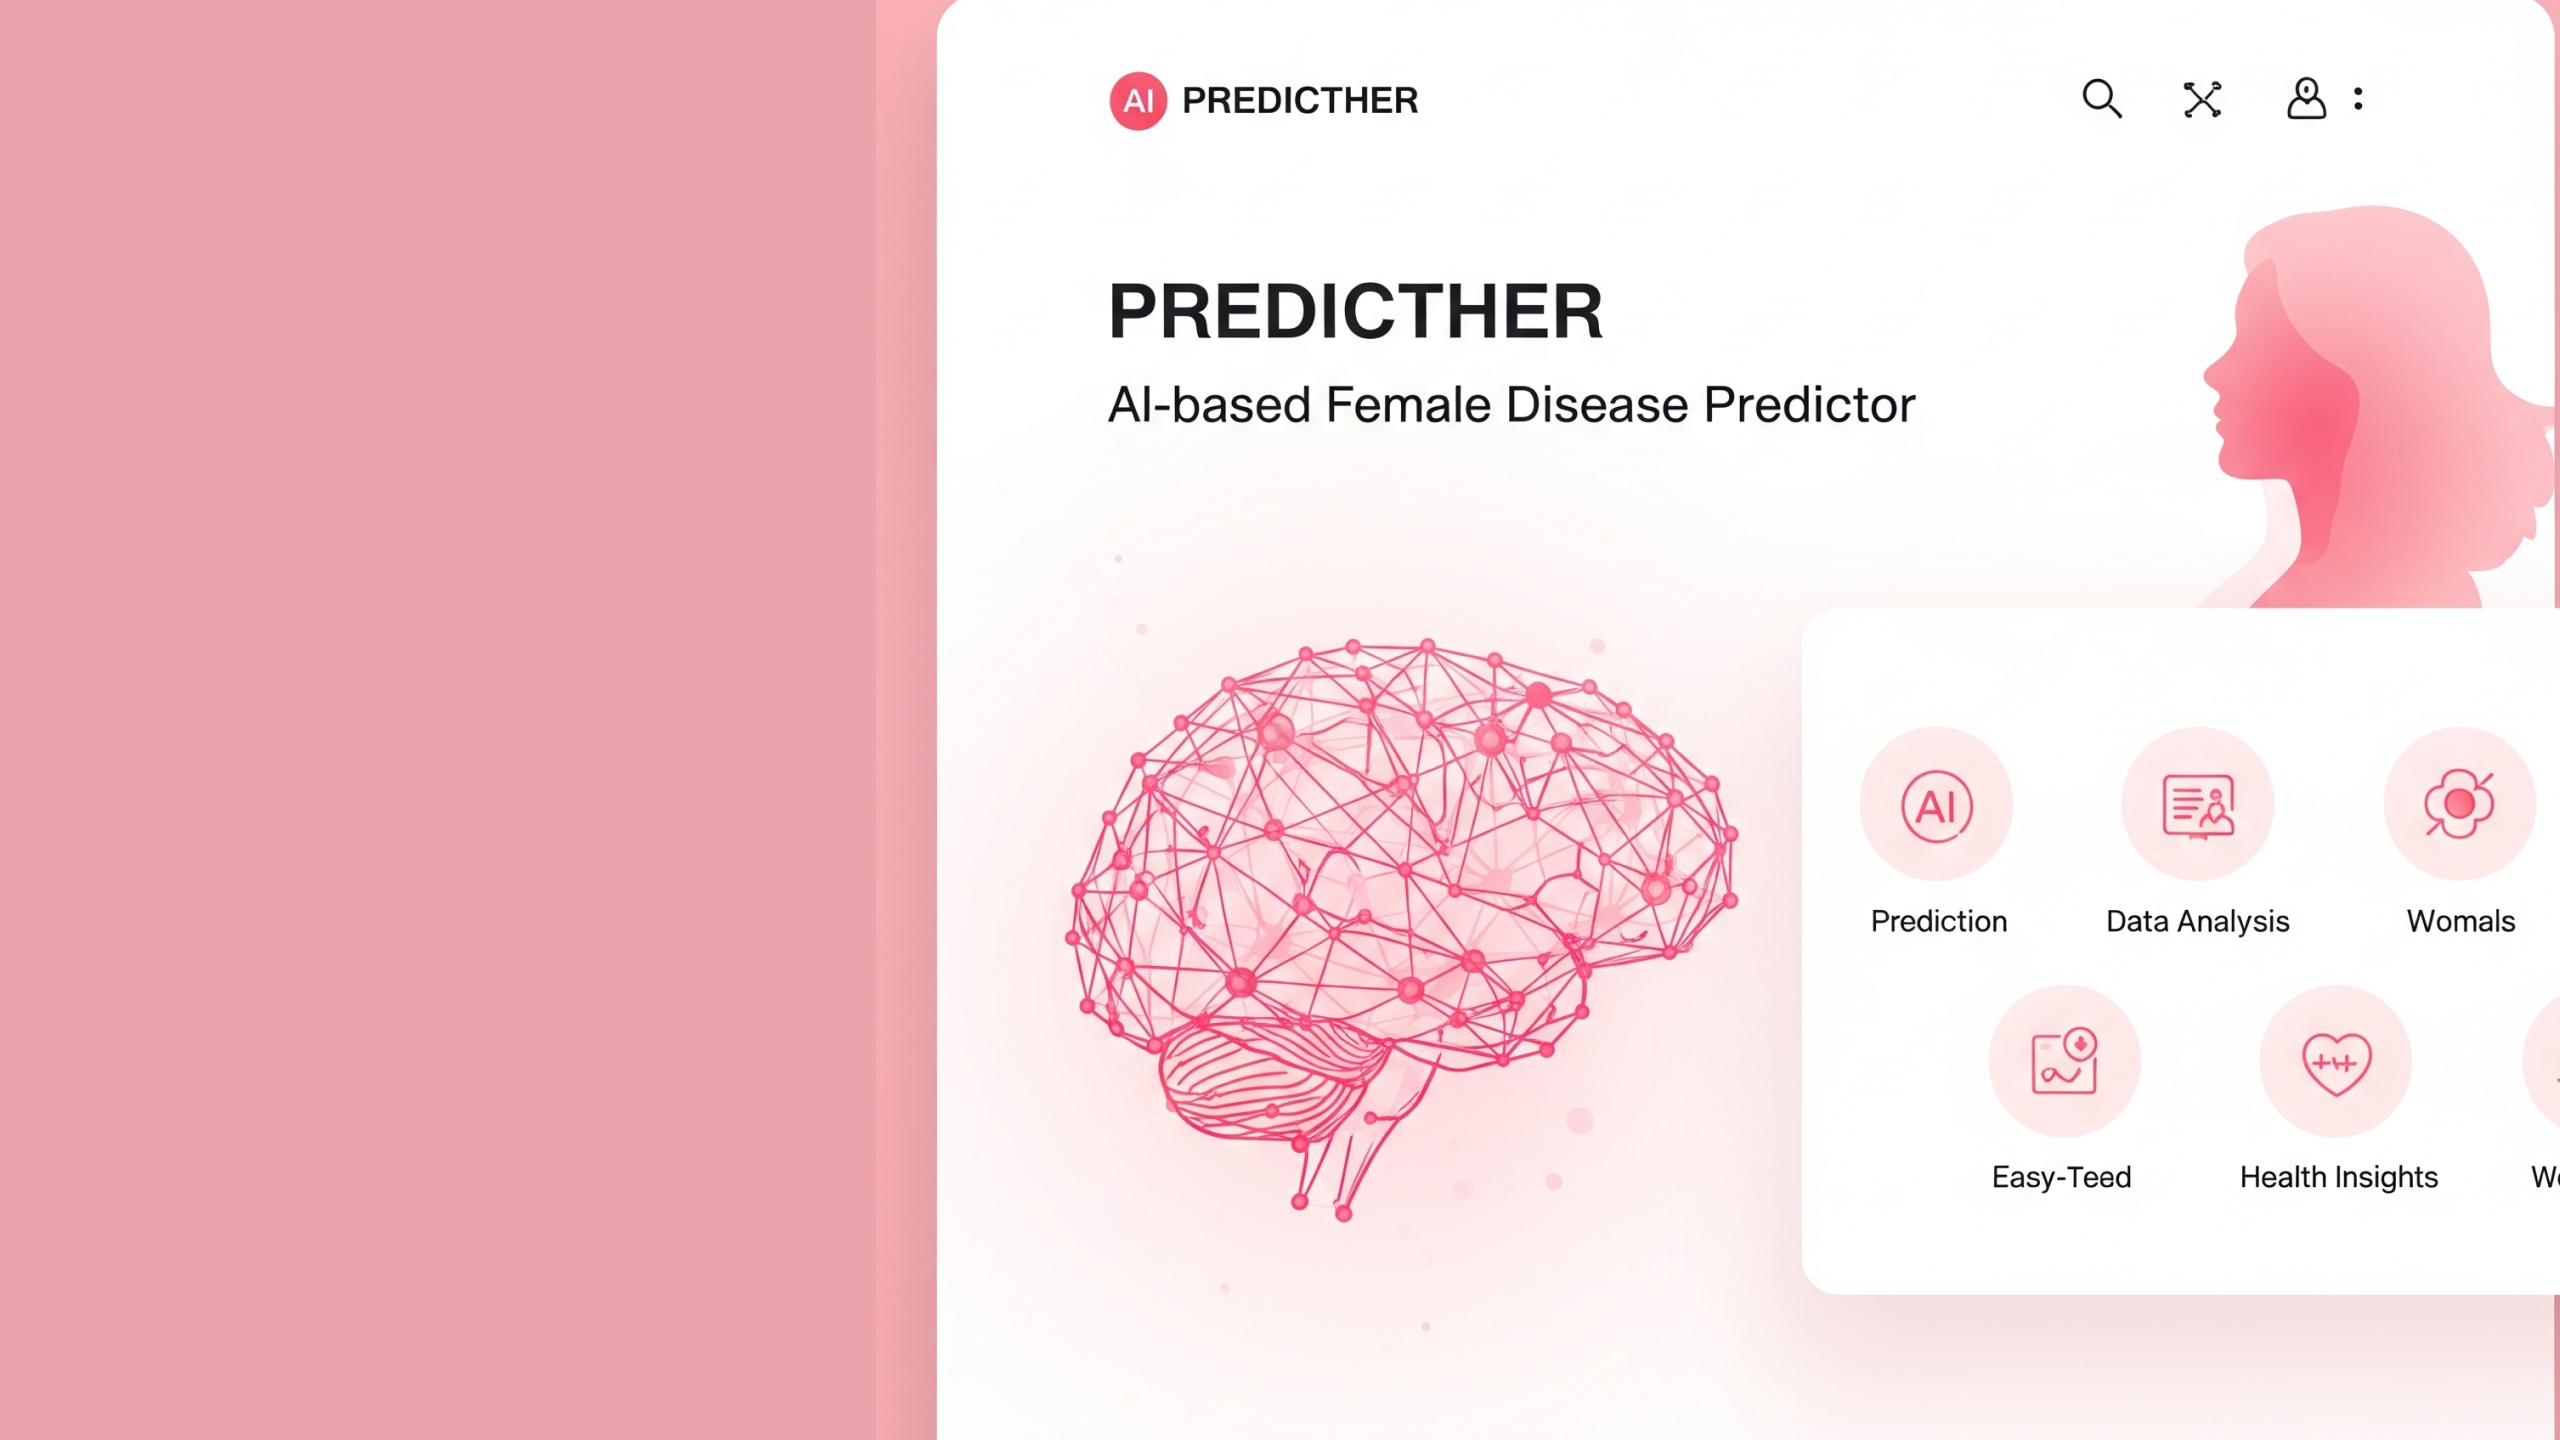 AI PREDICTHER
PREDICTHER
AI-based Female Disease Predictor
AI
Prediction
Data Analysis
Womals
Easy-Teed
Health Insights